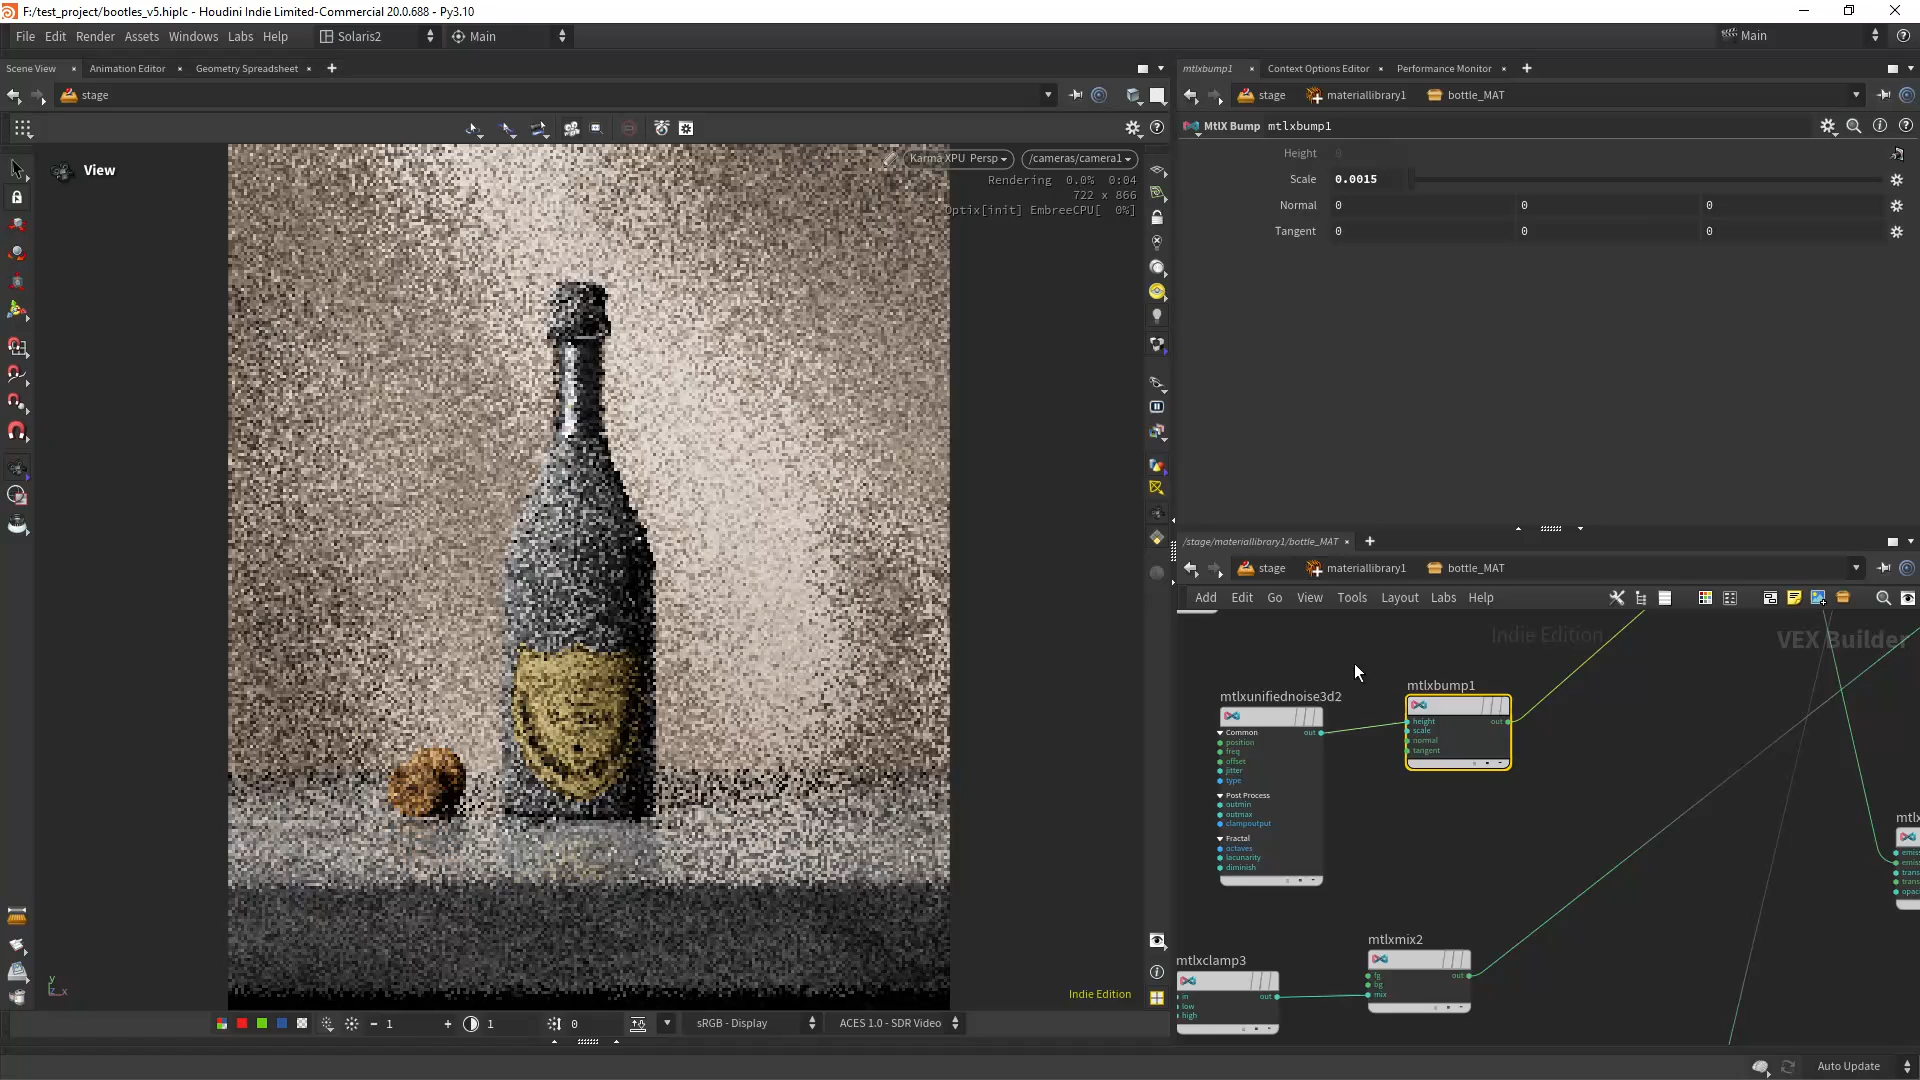 F:/test_project/bootles_v5.hiplc - Houdini Indie Limited-Commercial 20.0.688 - Py3.10
File Edit Render Assets Windows Labs Help Solaris2 Main Main
Scene View Animation Editor Geometry Spreadsheet
stage
View
Karma XPU Persp /cameras/camera1
Rendering 0.0% 0:04
722 x 866
Optix[init] EmbreeCPU[ 0%]
Indie Edition
y
z x
1 1 0 sRGB - Display ACES 1.0 - SDR Video
mtlxbump1 Context Options Editor Performance Monitor
stage materiallibrary1 bottle_MAT
MtlX Bump mtlxbump1
Height 0
Scale 0.0015
Normal 0 0 0
Tangent 0 0 0
/stage/materiallibrary1/bottle_MAT
stage materiallibrary1 bottle_MAT
Add Edit Go View Tools Layout Labs Help
Indie Edition
VEX Builder
mtlxunifiednoise3d2
Common out
position
freq
offset
jitter
type
Post Process
outmin
outmax
clampoutput
Fractal
octaves
lacunarity
diminish
mtlxbump1
height out
scale
normal
tangent
mtlx
emiss
emiss
trans
trans
opac
mtlxmix2
fg out
bg
mix
mtlxclamp3
in out
low
high
Auto Update